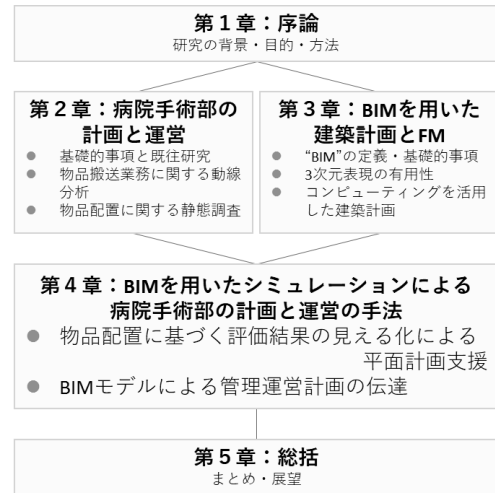 第１章：序論
研究の背景・目的・方法
第２章：病院手術部の
計画と運営
● 基礎的事項と既往研究
● 物品搬送業務に関する動線
分析
● 物品配置に関する静態調査
第３章：BIMを用いた
建築計画とFM
● “BIM”の定義・基礎的事項
● 3次元表現の有用性
● コンピューティングを活用
した建築計画
第４章：BIMを用いたシミュレーションによる
病院手術部の計画と運営の手法
● 物品配置に基づく評価結果の見える化による
平面計画支援
● BIMモデルによる管理運営計画の伝達
第５章：総括
まとめ・展望